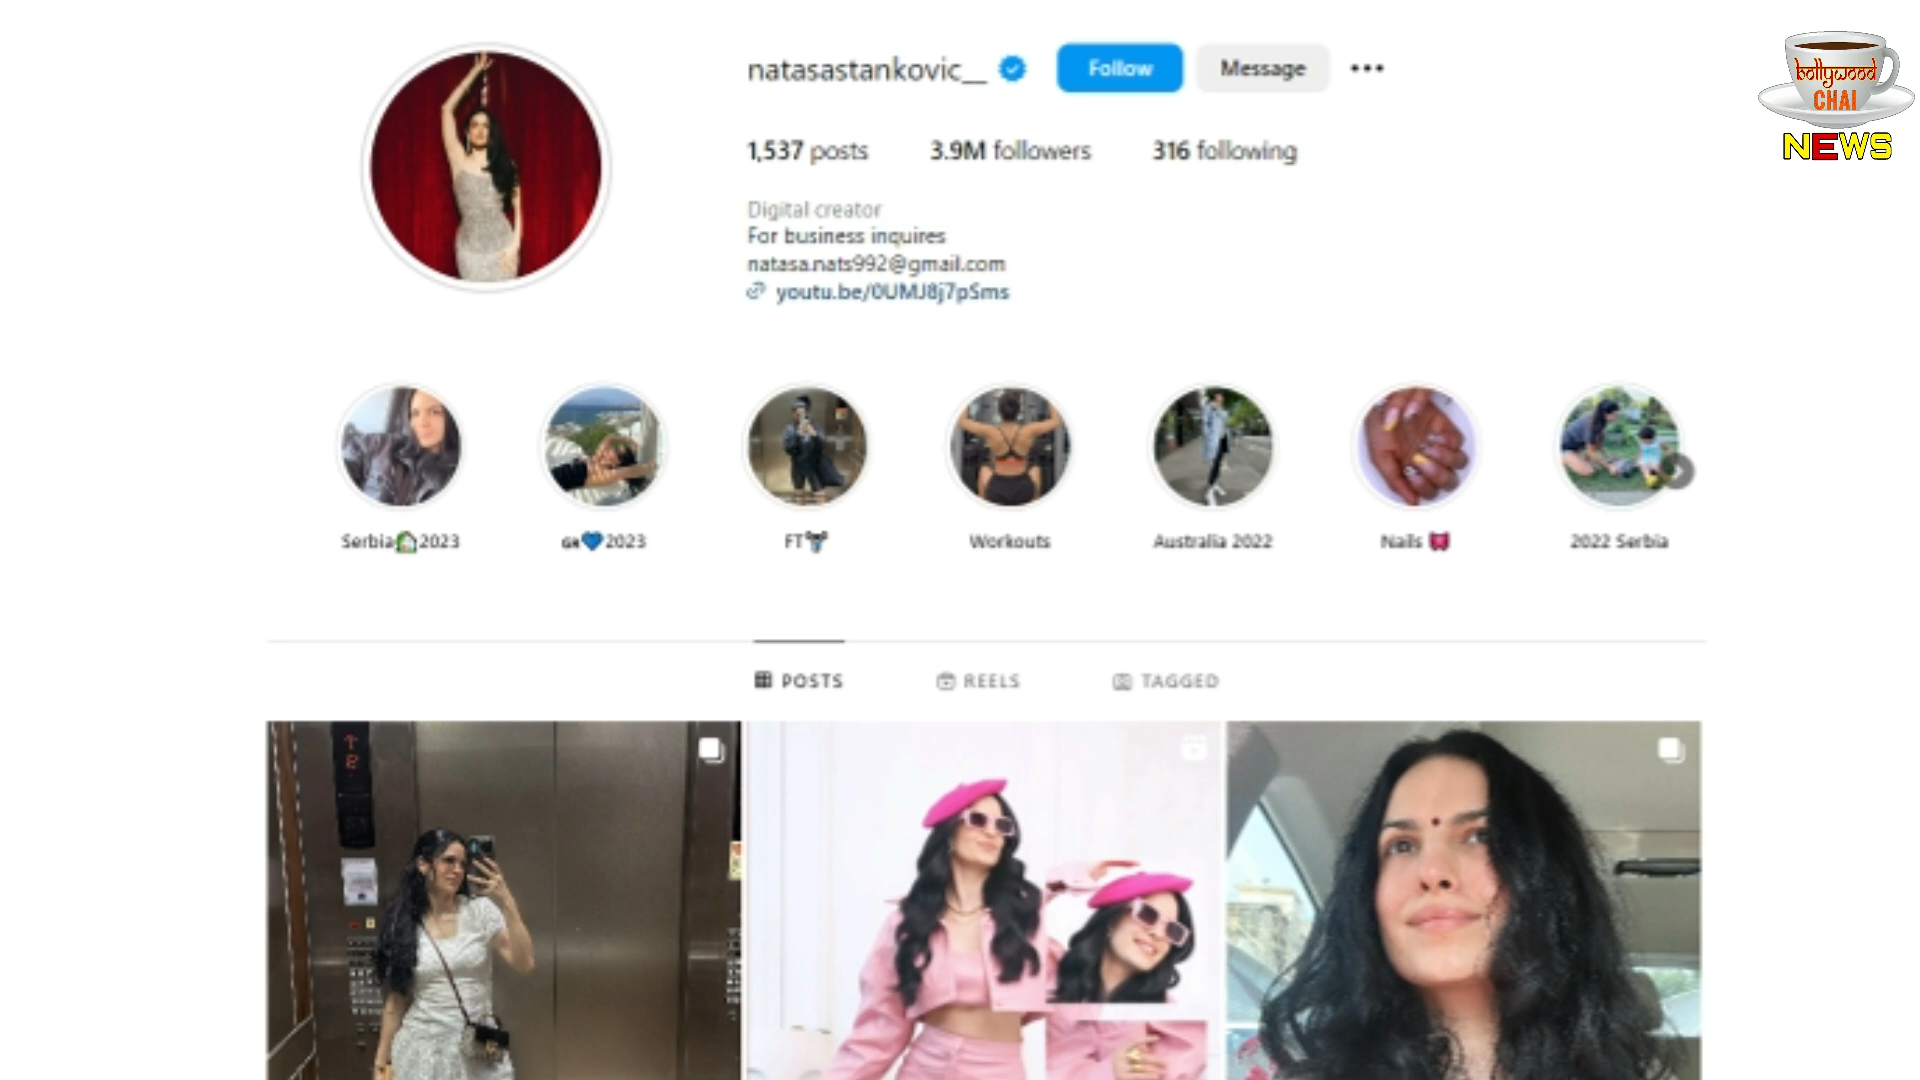 natasastankovic__
Follow
Message
1,537 posts
3.9M followers
316 following
Digital creator
For business inquires
natasa.nats992@gmail.com
youtu.be/0UMJ8j7pSms
Serbia 2023
GR 2023
FT
Workouts
Australia 2022
Nails
2022 Serbia
POSTS
REELS
TAGGED
bollywood
CHAI
NEWS